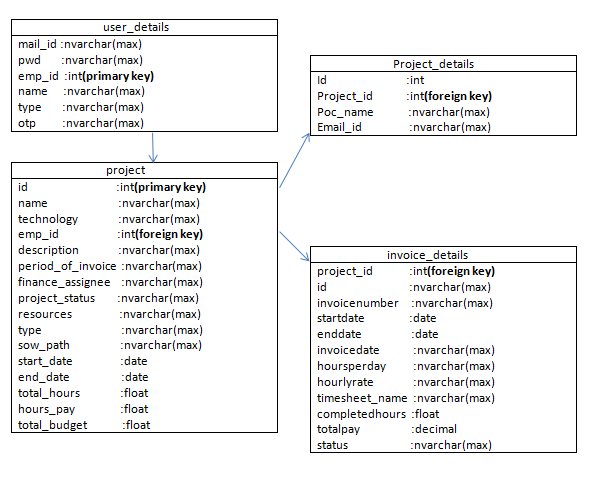 user_details
mail_id :nvarchar(max)
pwd :nvarchar(max)
emp_id :int(primary key)
name :nvarchar(max)
type :nvarchar(max)
otp :nvarchar(max)
project
id :int(primary key)
name :nvarchar(max)
technology :nvarchar(max)
emp_id :int(foreign key)
description :nvarchar(max)
period_of_invoice :nvarchar(max)
finance_assignee :nvarchar(max)
project_status :nvarchar(max)
resources :nvarchar(max)
type :nvarchar(max)
sow_path :nvarchar(max)
start_date :date
end_date :date
total_hours :float
hours_pay :float
total_budget :float
Project_details
Id :int
Project_id :int(foreign key)
Poc_name :nvarchar(max)
Email_id :nvarchar(max)
invoice_details
project_id :int(foreign key)
id :nvarchar(max)
invoicenumber :nvarchar(max)
startdate :date
enddate :date
invoicedate :nvarchar(max)
hoursperday :nvarchar(max)
hourlyrate :nvarchar(max)
timesheet_name :nvarchar(max)
completedhours :float
totalpay :decimal
status :nvarchar(max)